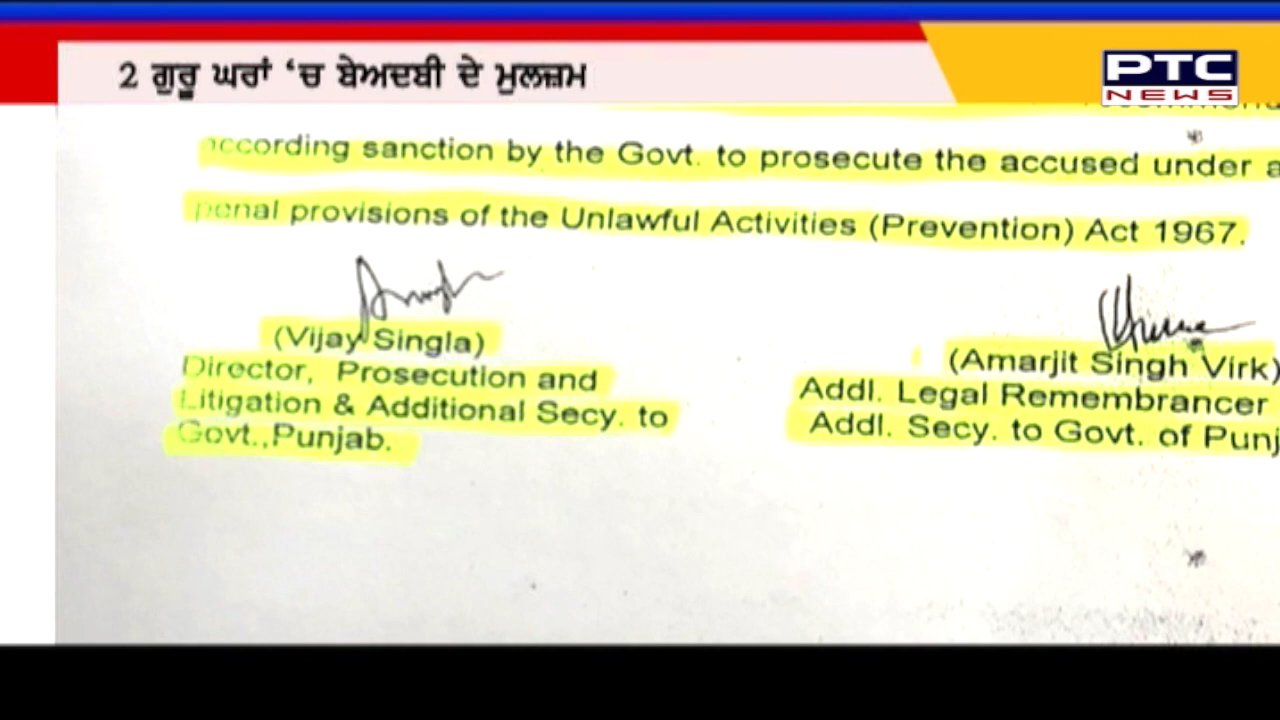 2 ਗੁਰੂ ਘਰਾਂ ‘ਚ ਬੇਅਦਬੀ ਦੇ ਮੁਲਜ਼ਮ
PTC
NEWS
according sanction by the Govt. to prosecute the accused under a
penal provisions of the Unlawful Activities (Prevention) Act 1967.
(Vijay Singla)
Director, Prosecution and
Litigation & Additional Secy. to
Govt.,Punjab.
(Amarjit Singh Virk)
Addl. Legal Remembrancer
Addl. Secy. to Govt. of Punj